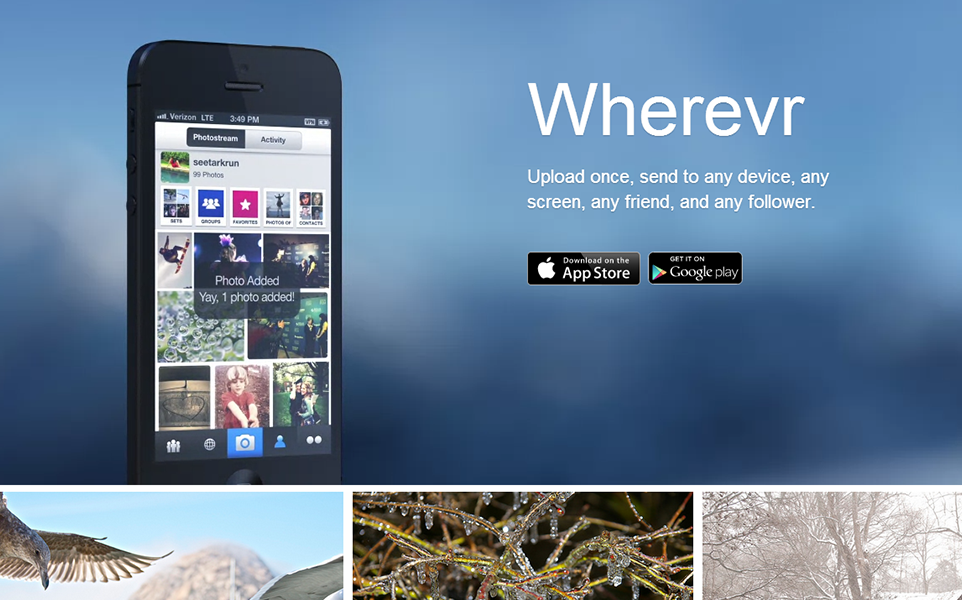 Verizon LTE 3:49 PM VPN
Photostream Activity
seetarkrun
99 Photos
SETS GROUPS FAVORITES PHOTOS OF CONTACTS
Photo Added
Yay, 1 photo added!
Wherevr
Upload once, send to any device, any
screen, any friend, and any follower.
Download on the
App Store
GET IT ON
Google play